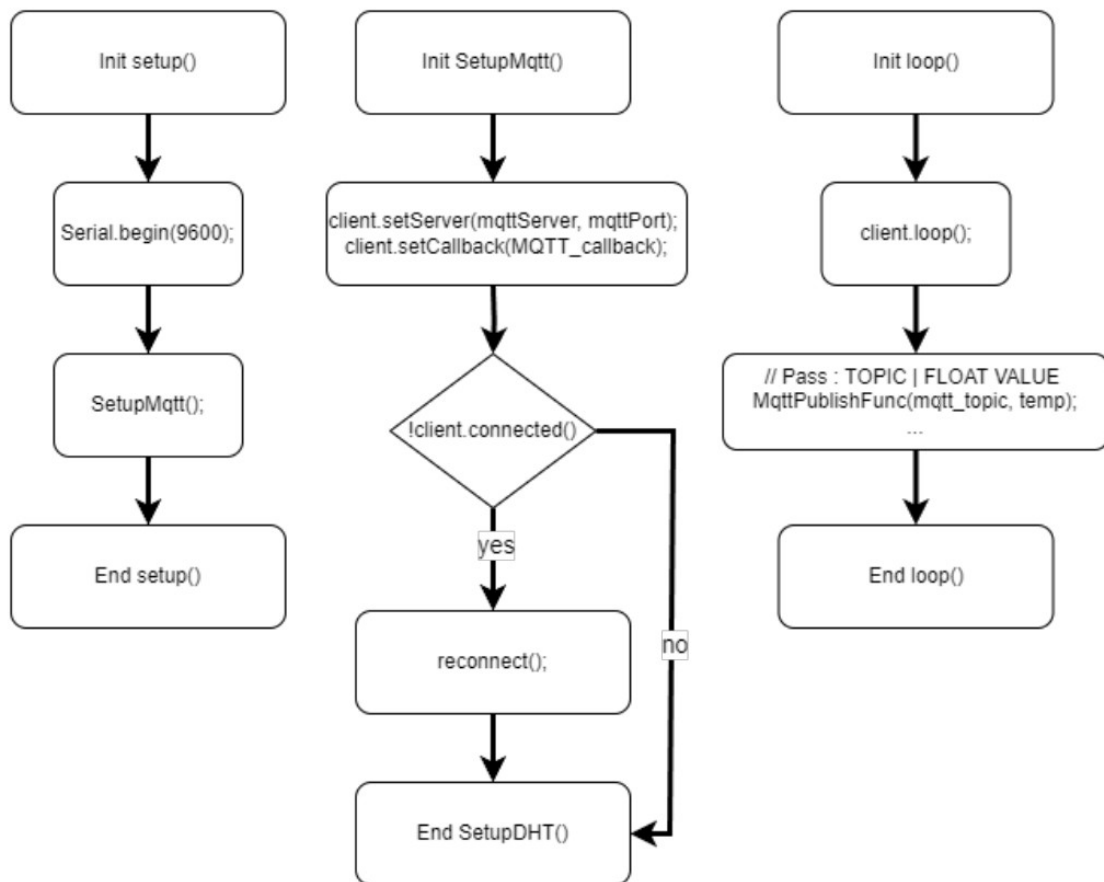 Init setup()
Serial.begin(9600);
SetupMqtt();
End setup()
Init SetupMqtt()
client.setServer(mqttServer, mqttPort);
client.setCallback(MQTT_callback);
!client.connected()
yes
no
reconnect();
End SetupDHT()
Init loop()
client.loop();
// Pass : TOPIC | FLOAT VALUE
MqttPublishFunc(mqtt_topic, temp);
...
End loop()